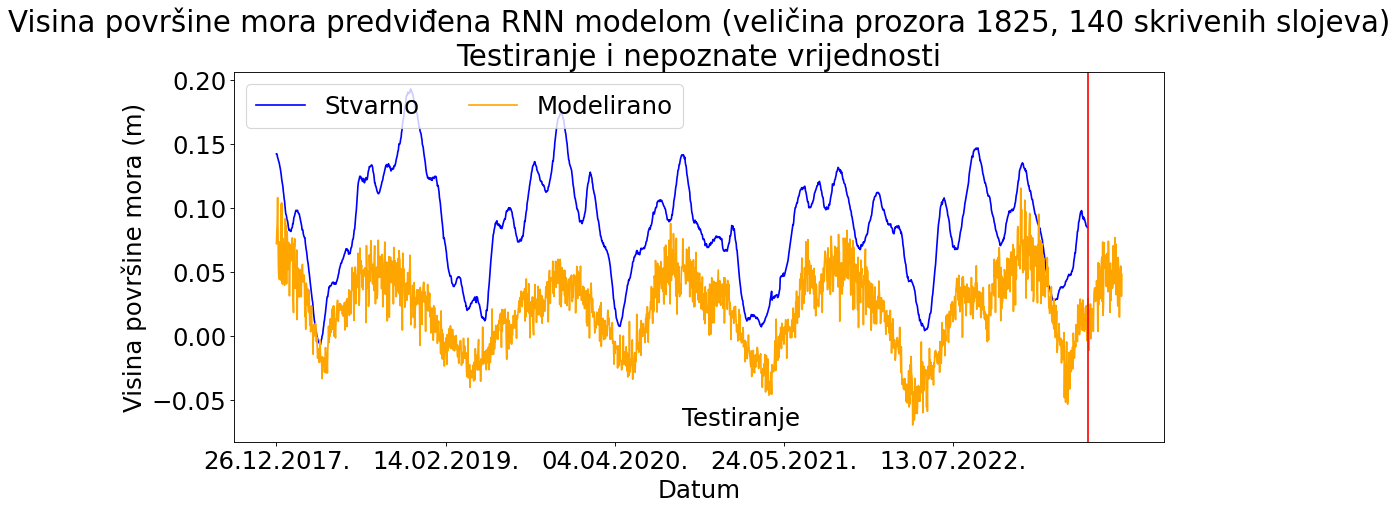 Visina površine mora predviđena RNN modelom (veličina prozora 1825, 140 skrivenih slojeva)
Testiranje i nepoznate vrijednosti
Stvarno Modelirano
Visina površine mora (m)
0.20
0.15
0.10
0.05
0.00
−0.05
Testiranje
26.12.2017. 14.02.2019. 04.04.2020. 24.05.2021. 13.07.2022.
Datum